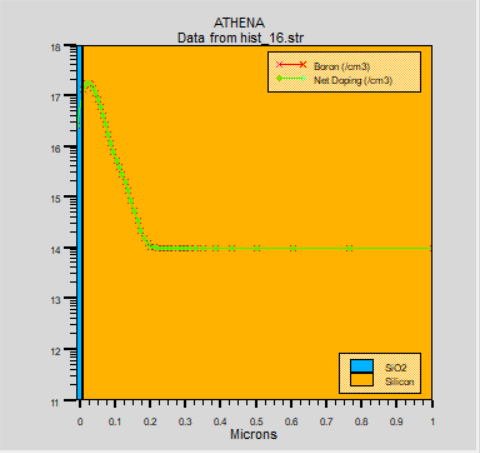 ATHENA
Data from hist_16.str
18
17
16
15
14
13
12
11
Boron (/cm3)
Net Doping (/cm3)
SiO2
Silicon
0 0.1 0.2 0.3 0.4 0.5 0.6 0.7 0.8 0.9 1
Microns